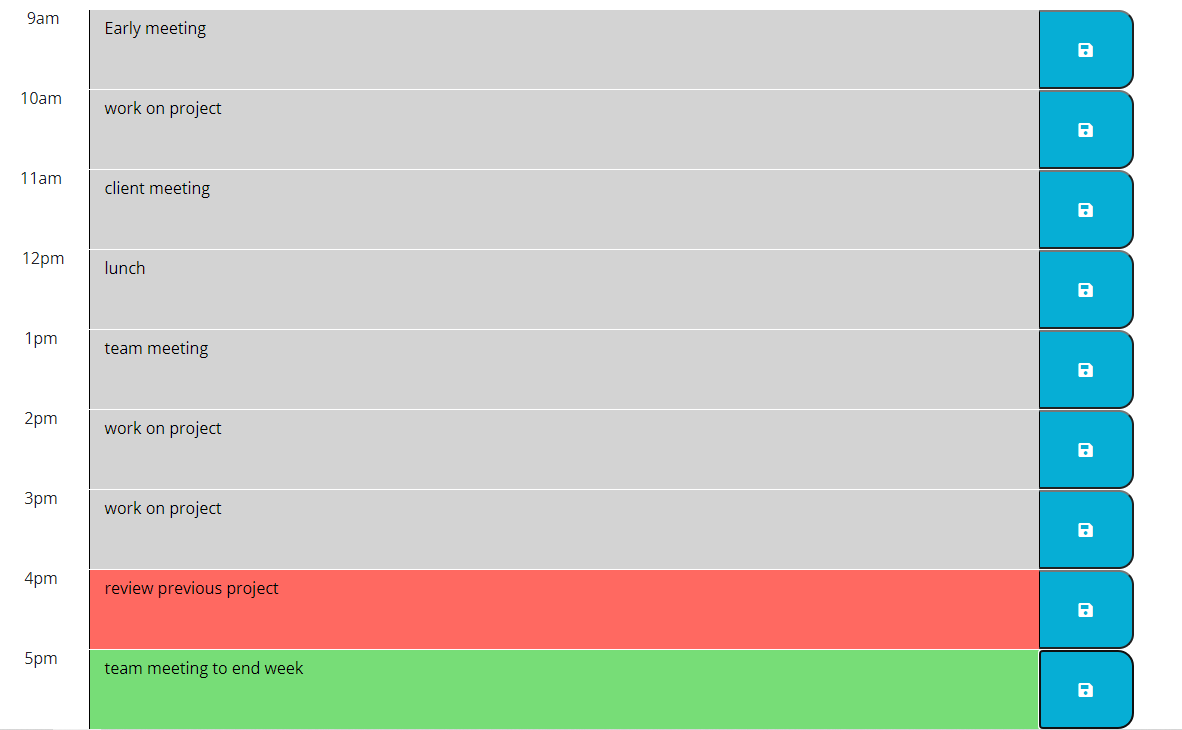 9am
Early meeting
10am
work on project
11am
client meeting
12pm
lunch
1pm
team meeting
2pm
work on project
3pm
work on project
4pm
review previous project
5pm
team meeting to end week